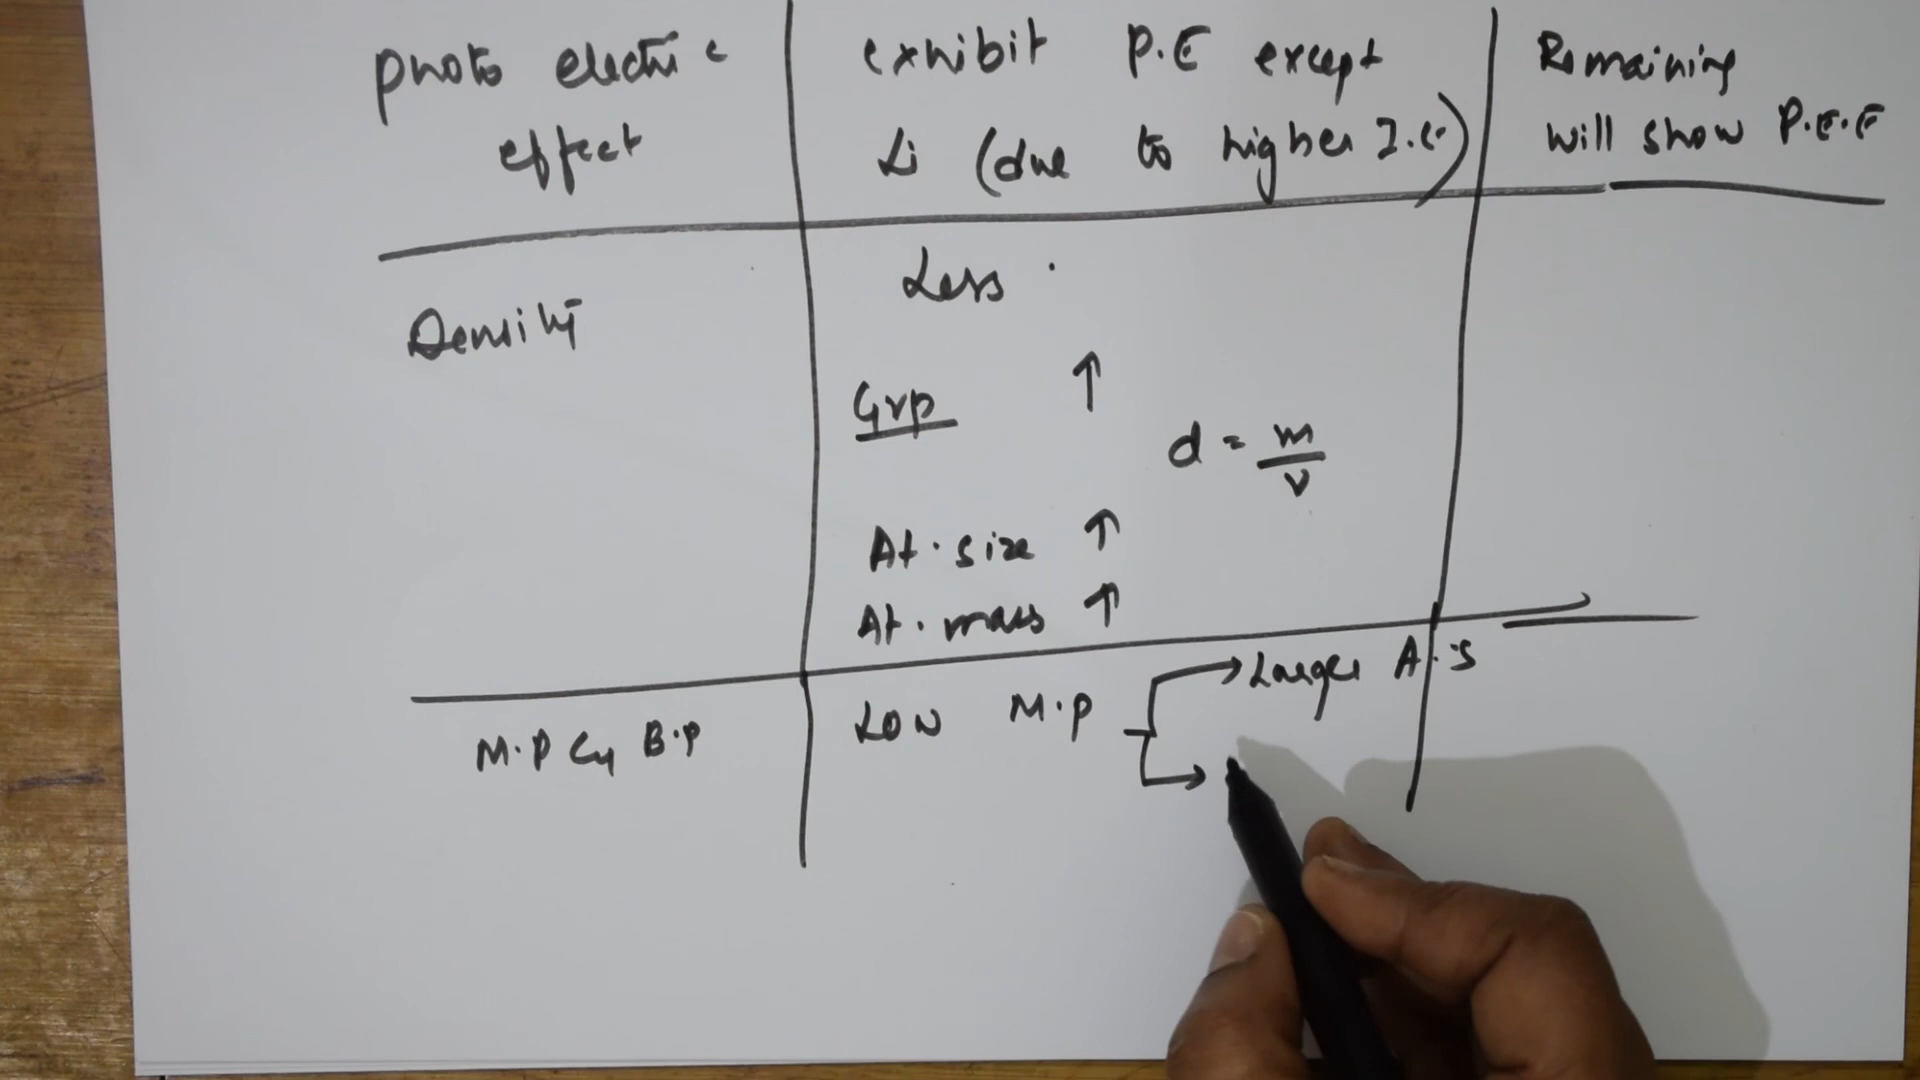 photo electric
effect
exhibit P.E except
Li (due to higher I.E)
Remaining
will show P.E.E
Density
Less
Grp ↑
d = m/v
At. size ↑
At. mass ↑
M.P & B.P
LOW M.P → Larger A.S
→